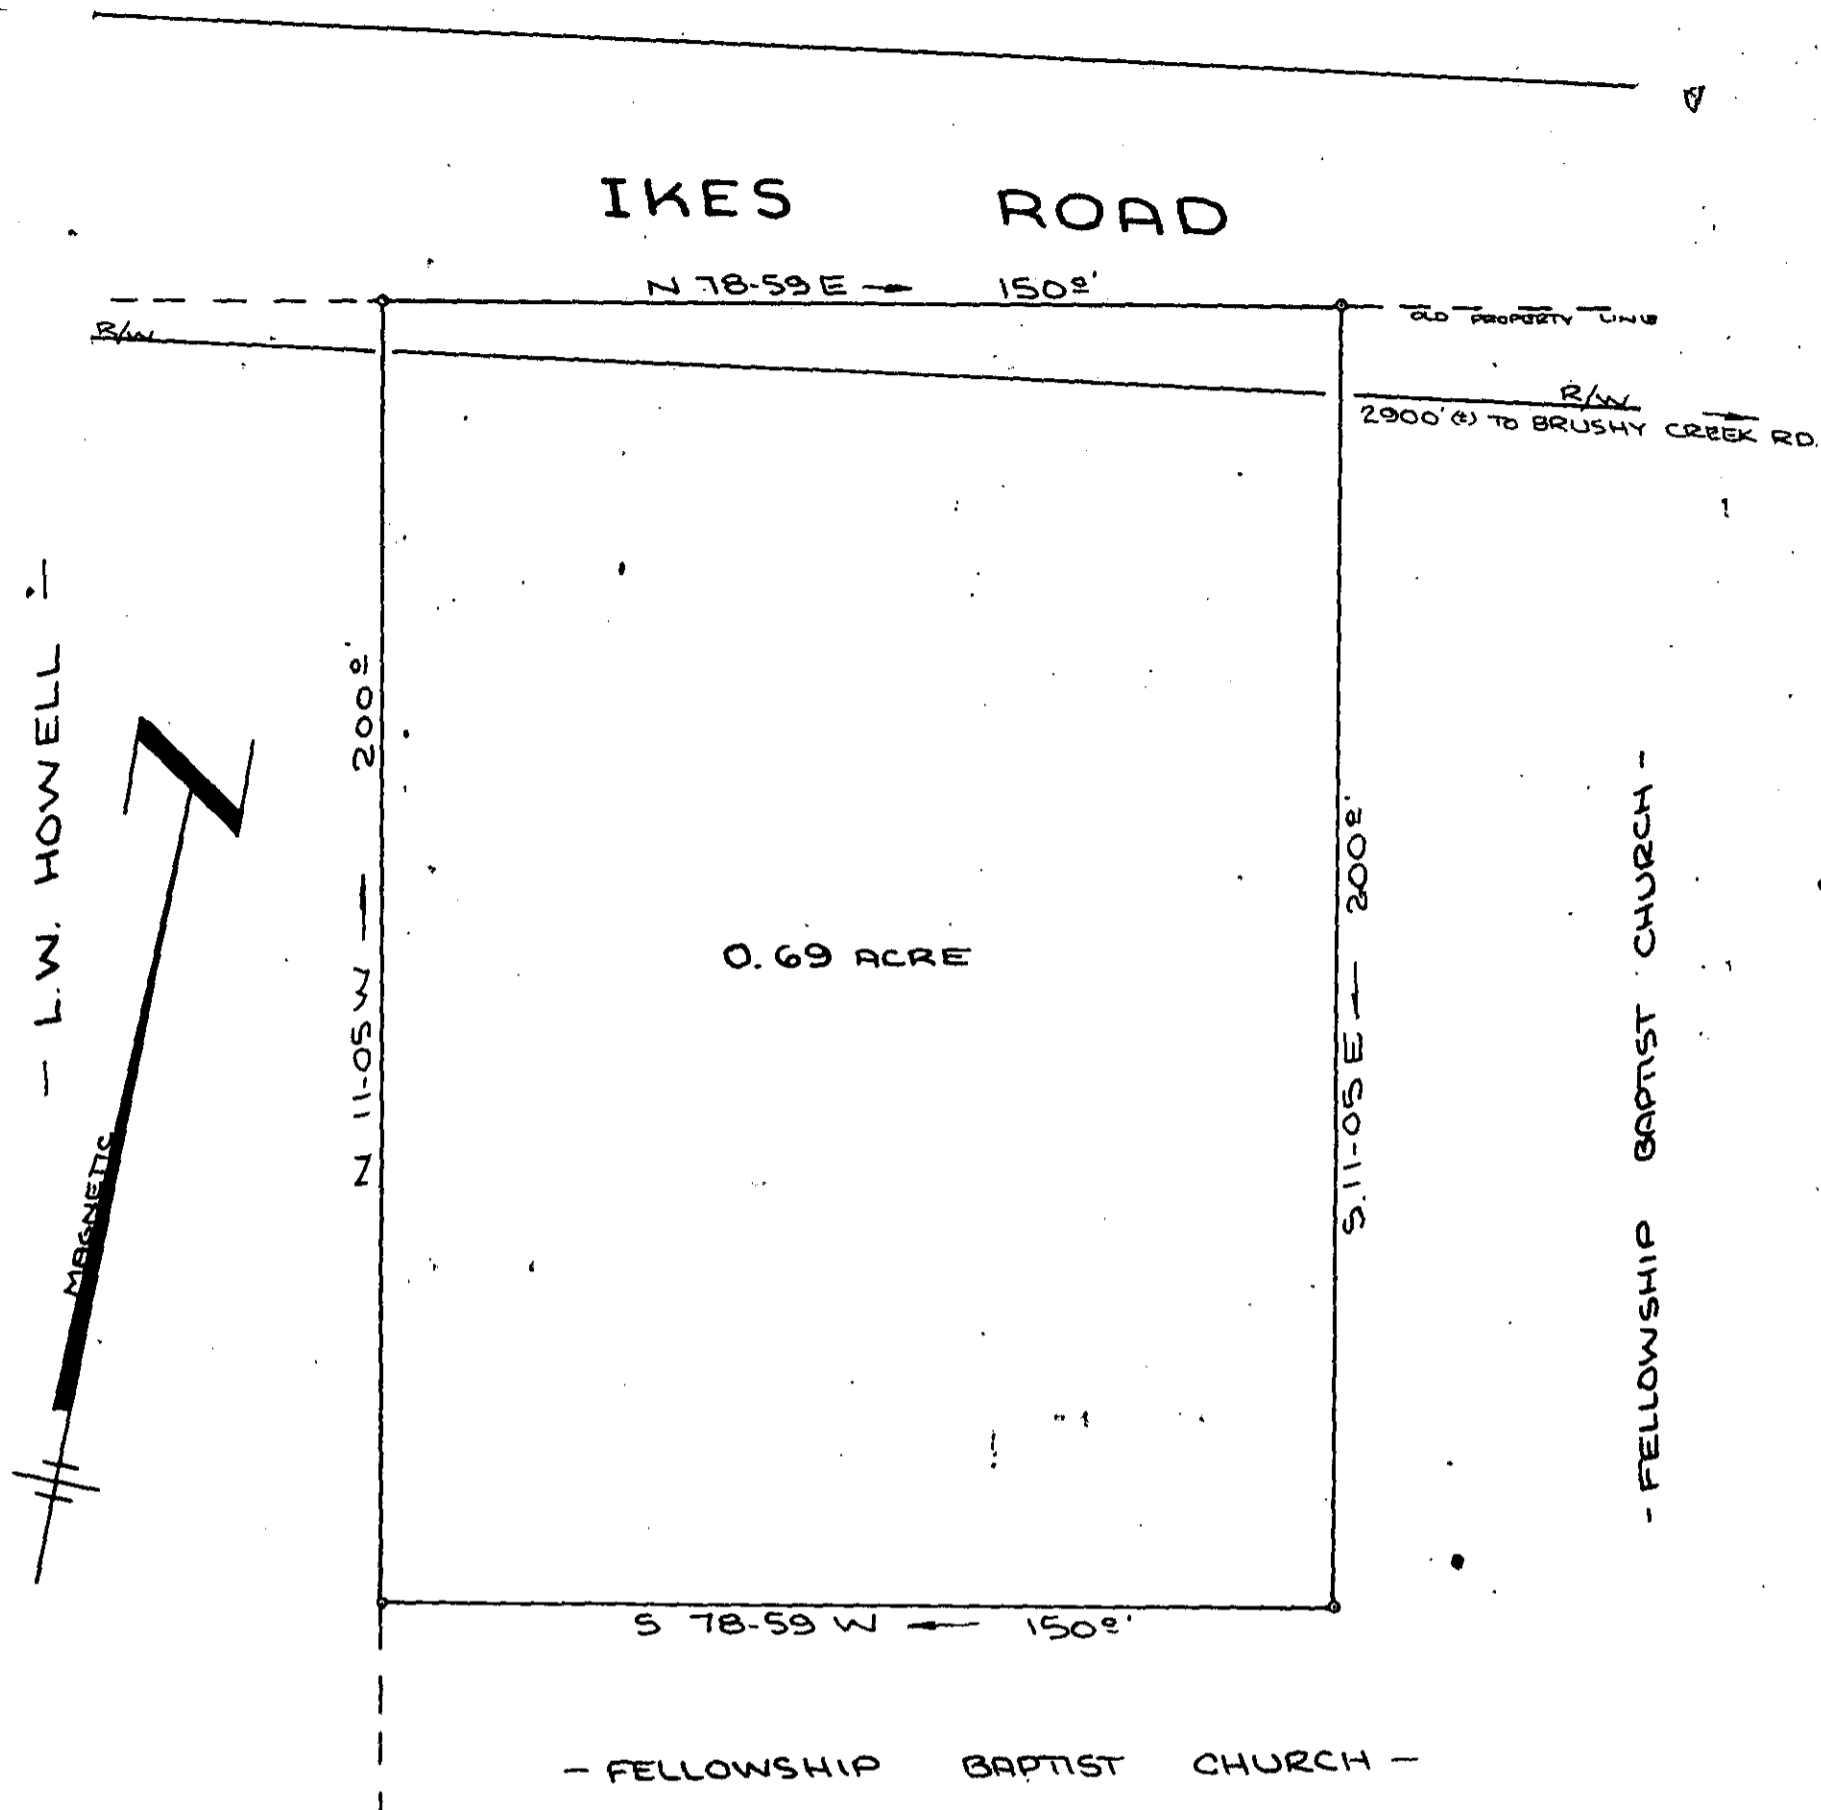 IKES ROAD
N 78-59 E 150.0'
OLD PROPERTY LINE
R/W
R/W
2900' (±) TO BRUSHY CREEK RD.
- L.W. HOWELL -
N 11-05 W 200.0'
S. 11-05 E 200.0'
- FELLOWSHIP BAPTIST CHURCH -
N
MAGNETIC
0.69 ACRE
S 78-59 W 150.0'
- FELLOWSHIP BAPTIST CHURCH -